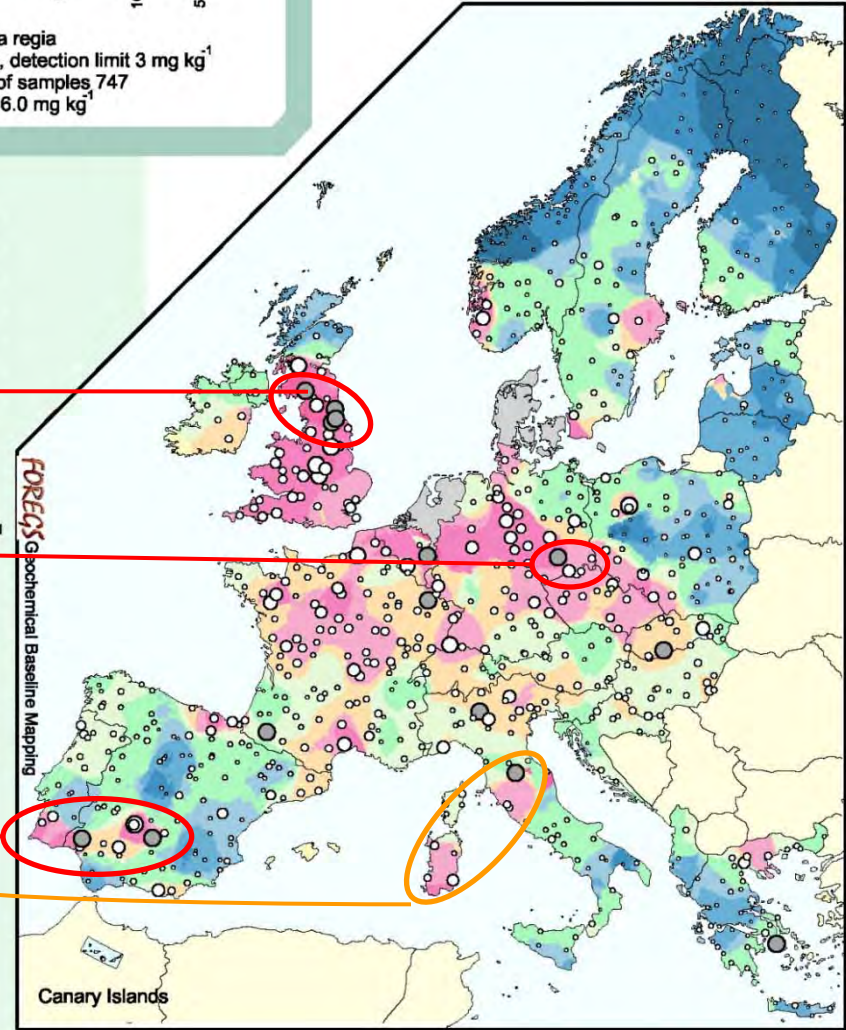 a regia
, detection limit 3 mg kg⁻¹
of samples 747
6.0 mg kg⁻¹
FOREGS Geochemical Baseline Mapping
Canary Islands